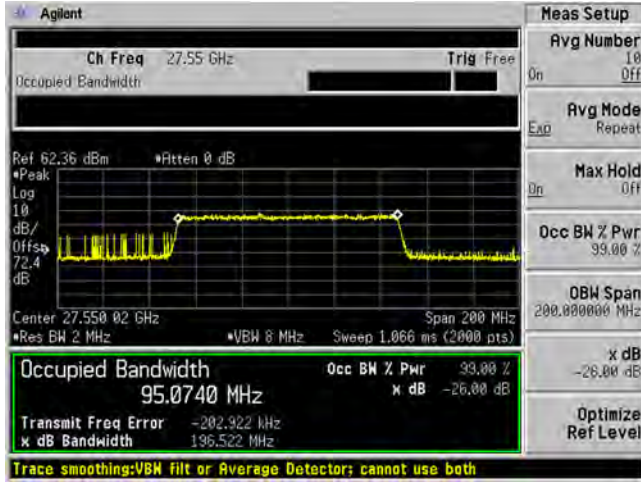 Agilent
Ch Freq 27.55 GHz Trig Free
Occupied Bandwidth
Ref 62.36 dBm #Atten 0 dB
#Peak
Log
10
dB/
Offst
72.4
dB
Center 27.550 02 GHz Span 200 MHz
#Res BW 2 MHz #VBW 8 MHz Sweep 1.066 ms (2000 pts)
Occupied Bandwidth Occ BW % Pwr 99.00 %
95.0740 MHz x dB -26.00 dB
Transmit Freq Error -202.922 kHz
x dB Bandwidth 196.522 MHz
Trace smoothing:VBW filt or Average Detector; cannot use both
Meas Setup
Avg Number
10
On Off
Avg Mode
Exp Repeat
Max Hold
On Off
Occ BW % Pwr
99.00 %
OBW Span
200.000000 MHz
x dB
-26.00 dB
Optimize
Ref Level